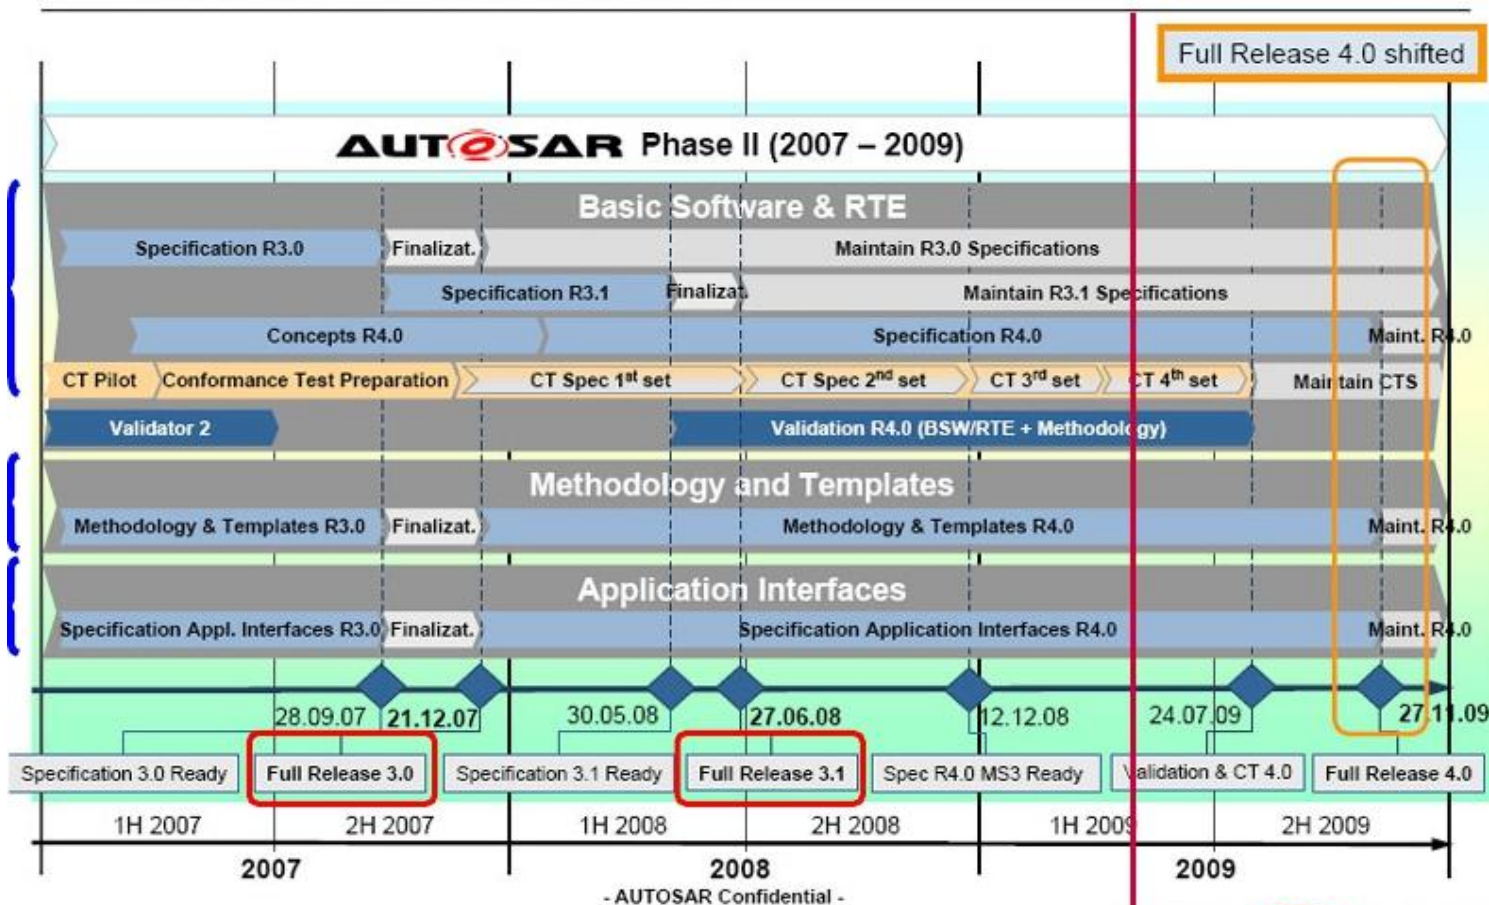 Full Release 4.0 shifted
AUTOSAR Phase II (2007 – 2009)
Basic Software & RTE
Specification R3.0 Finalizat. Maintain R3.0 Specifications
Specification R3.1 Finalizat. Maintain R3.1 Specifications
Concepts R4.0 Specification R4.0 Maint. R4.0
CT Pilot Conformance Test Preparation CT Spec 1st set CT Spec 2nd set CT 3rd set CT 4th set Maintain CTS
Validator 2 Validation R4.0 (BSW/RTE + Methodology)
Methodology and Templates
Methodology & Templates R3.0 Finalizat. Methodology & Templates R4.0 Maint. R4.0
Application Interfaces
Specification Appl. Interfaces R3.0 Finalizat. Specification Application Interfaces R4.0 Maint. R4.0
28.09.07 21.12.07 30.05.08 27.06.08 12.12.08 24.07.09 27.11.09
Specification 3.0 Ready Full Release 3.0 Specification 3.1 Ready Full Release 3.1 Spec R4.0 MS3 Ready Validation & CT 4.0 Full Release 4.0
1H 2007 2H 2007 1H 2008 2H 2008 1H 2009 2H 2009
2007 2008 2009
- AUTOSAR Confidential -